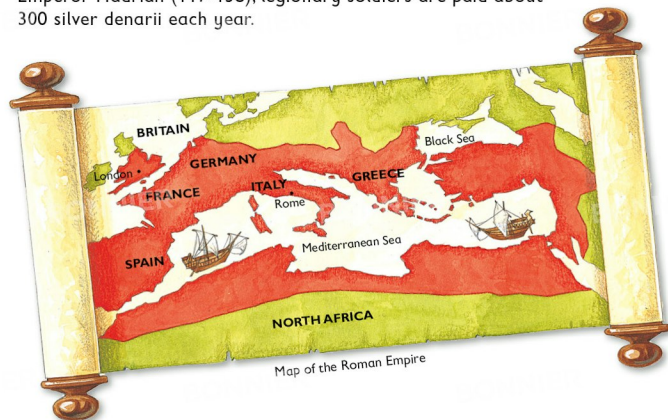 300 silver denarii each year.
BRITAIN
Black Sea
GERMANY
London
GREECE
ITALY
FRANCE
Rome
Mediterranean Sea
SPAIN
NORTH AFRICA
Map of the Roman Empire